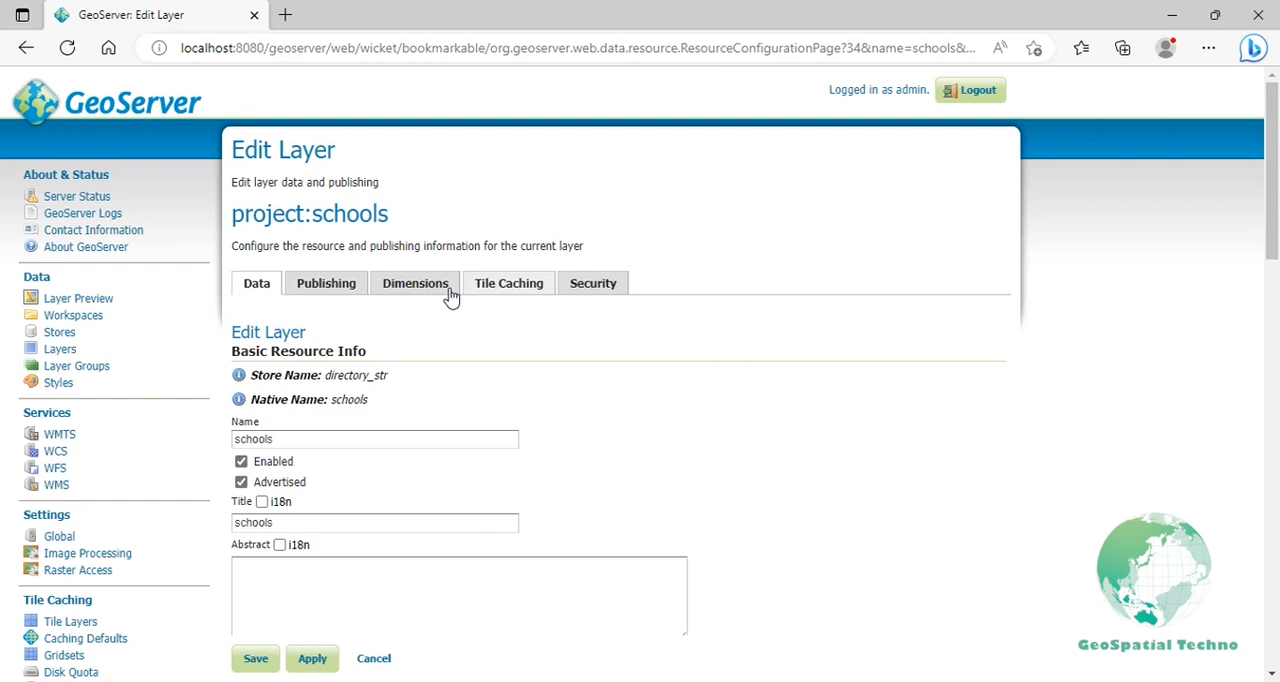 GeoServer: Edit Layer
localhost:8080/geoserver/web/wicket/bookmarkable/org.geoserver.web.data.resource.ResourceConfigurationPage?34&name=schools&...
GeoServer
Logged in as admin.
Logout
About & Status
Server Status
GeoServer Logs
Contact Information
About GeoServer
Data
Layer Preview
Workspaces
Stores
Layers
Layer Groups
Styles
Services
WMTS
WCS
WFS
WMS
Settings
Global
Image Processing
Raster Access
Tile Caching
Tile Layers
Caching Defaults
Gridsets
Disk Quota
Edit Layer
Edit layer data and publishing
project:schools
Configure the resource and publishing information for the current layer
Data Publishing Dimensions Tile Caching Security
Edit Layer
Basic Resource Info
Store Name: directory_str
Native Name: schools
Name
schools
Enabled
Advertised
Title i18n
schools
Abstract i18n
Save Apply Cancel
GeoSpatial Techno